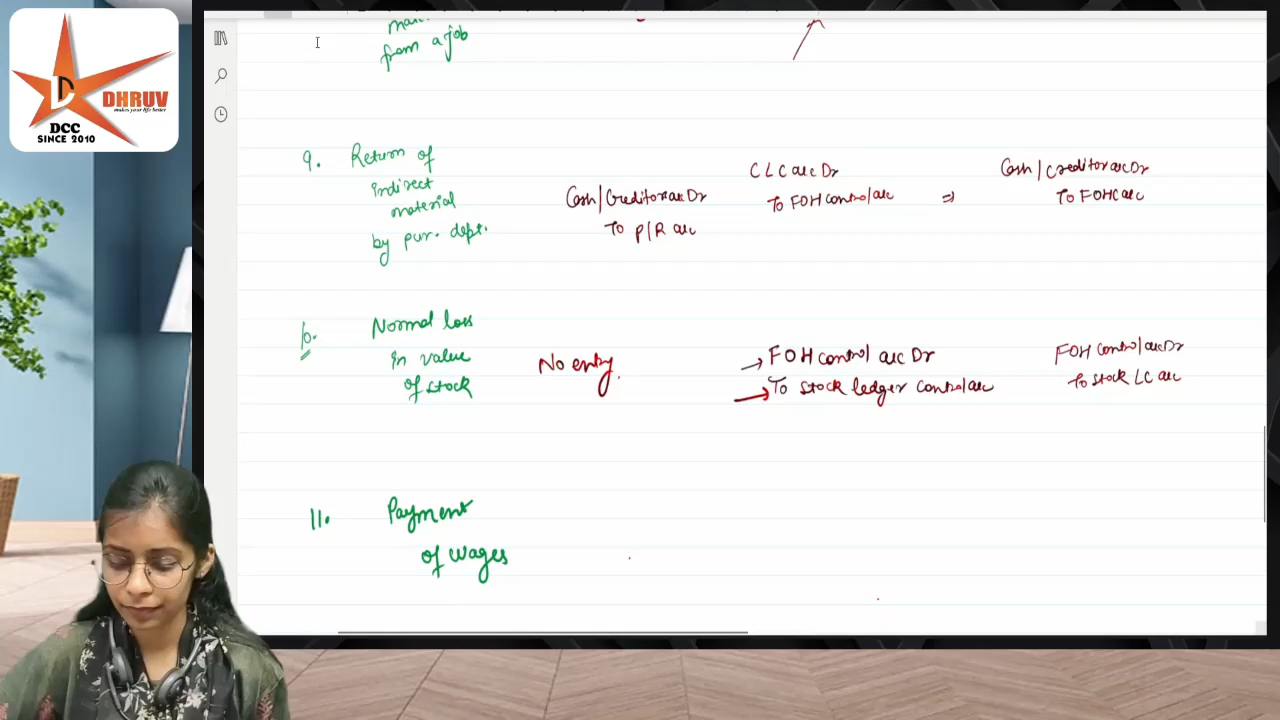 DHRUV
makes your life better
DCC
SINCE 2010
from a job
9. Return of
indirect
material
by pur. dept.
Cash/Creditor a/c Dr
To P/R a/c
CLC a/c Dr
To FOH control a/c
⇒
Cash/creditor a/c Dr
To FOHC a/c
10. Normal loss
in value
of stock
No entry.
→ FOH control a/c Dr
→ To stock ledger control a/c
FOH control a/c Dr
To stock LC a/c
11. Payment
of wages